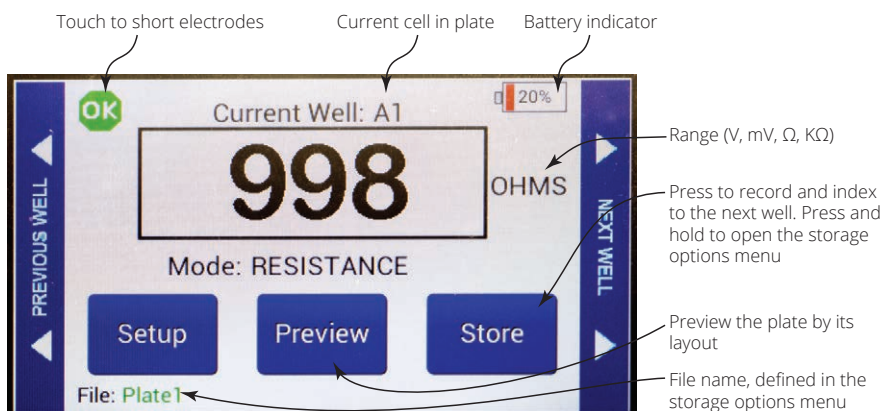 Touch to short electrodes
Current cell in plate
Battery indicator
OK
Current Well: A1
20%
998
OHMS
Mode: RESISTANCE
PREVIOUS WELL
NEXT WELL
Setup
Preview
Store
File: Plate1
Range (V, mV, Ω, KΩ)
Press to record and index
to the next well. Press and
hold to open the storage
options menu
Preview the plate by its
layout
File name, defined in the
storage options menu